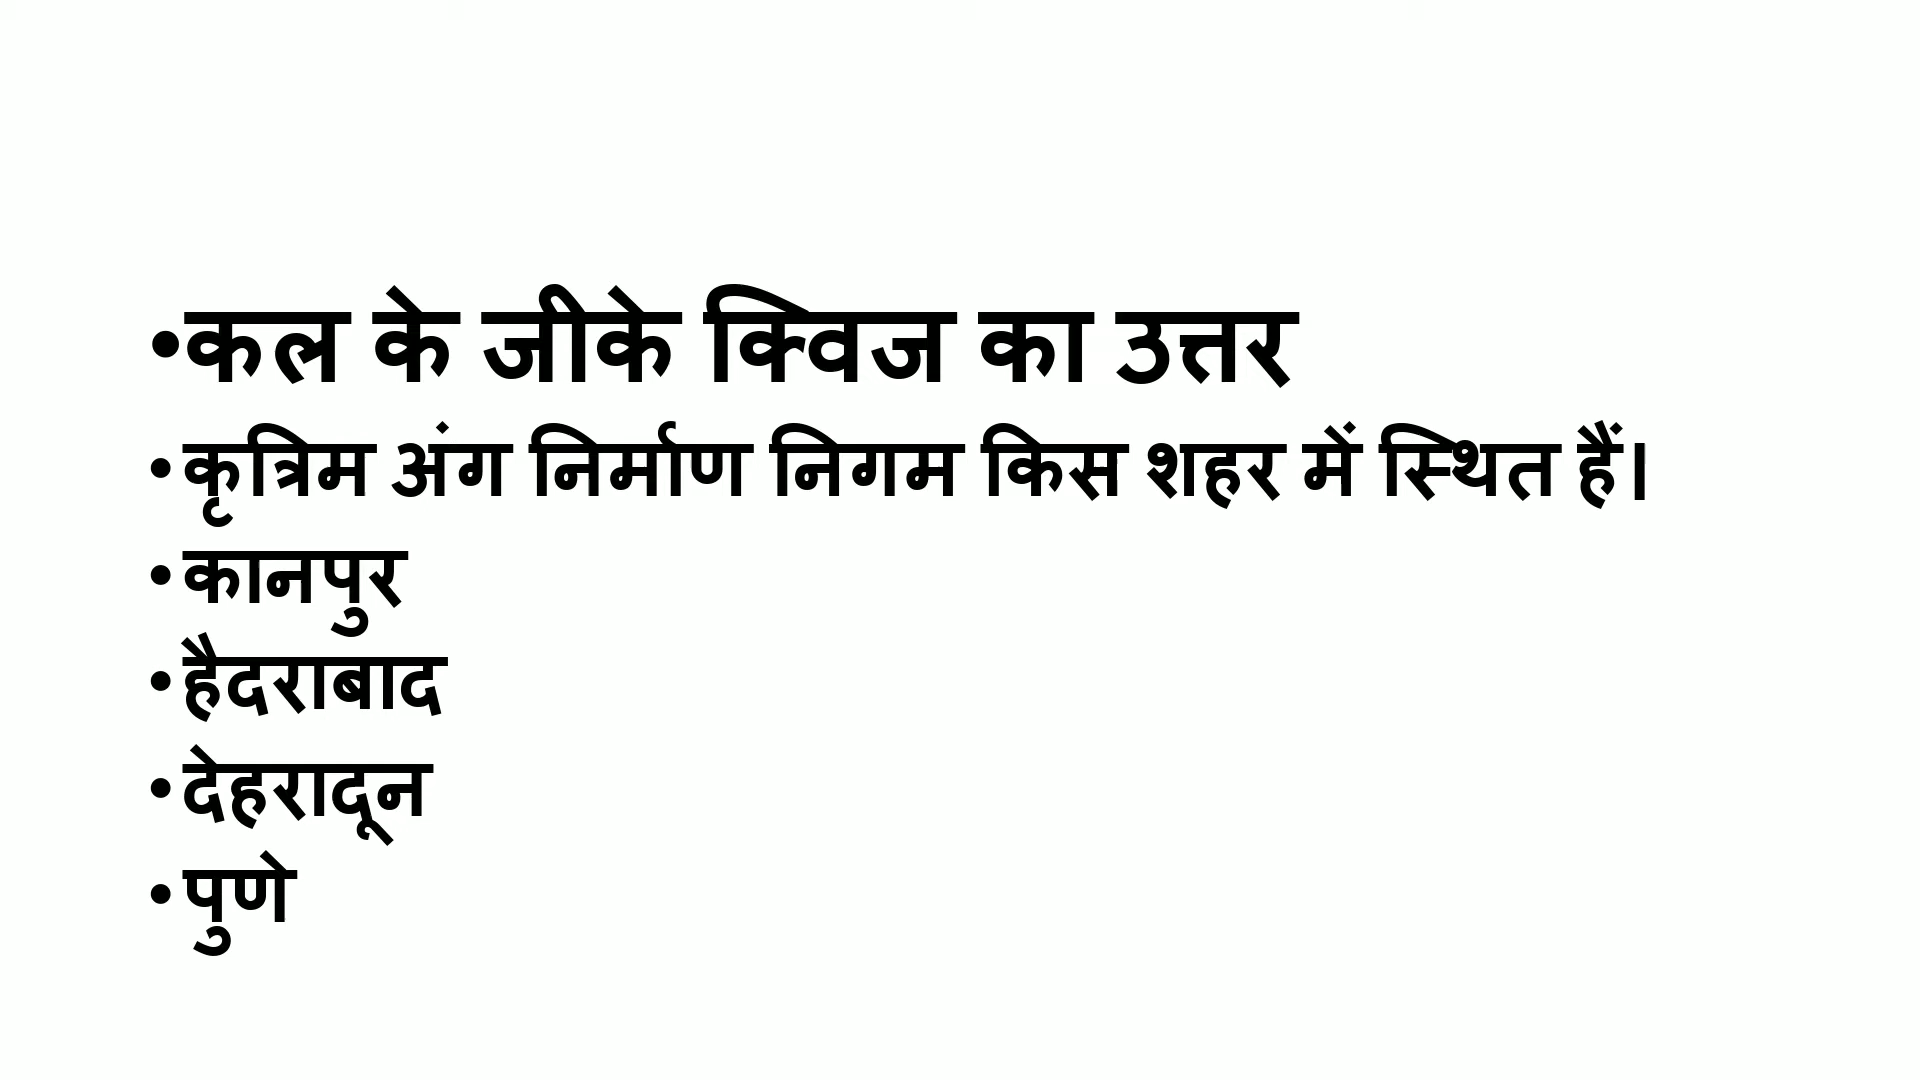 •कल के जीके क्विज का उत्तर
•कृत्रिम अंग निर्माण निगम किस शहर में स्थित हैं।
•कानपुर
•हैदराबाद
•देहरादून
•पुणे